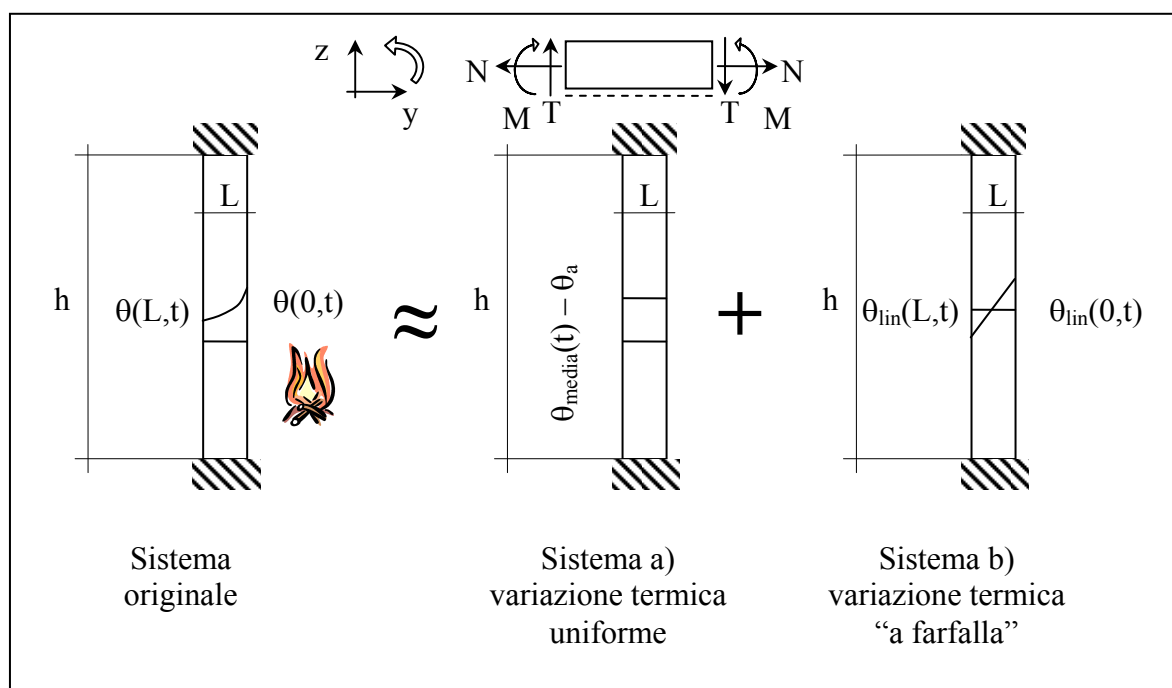 z
y
N
M
T
T
M
N
h
L
θ(L,t)
θ(0,t)
≈
h
L
θmedia(t) – θa
+
h
L
θlin(L,t)
θlin(0,t)
Sistema
originale
Sistema a)
variazione termica
uniforme
Sistema b)
variazione termica
“a farfalla”